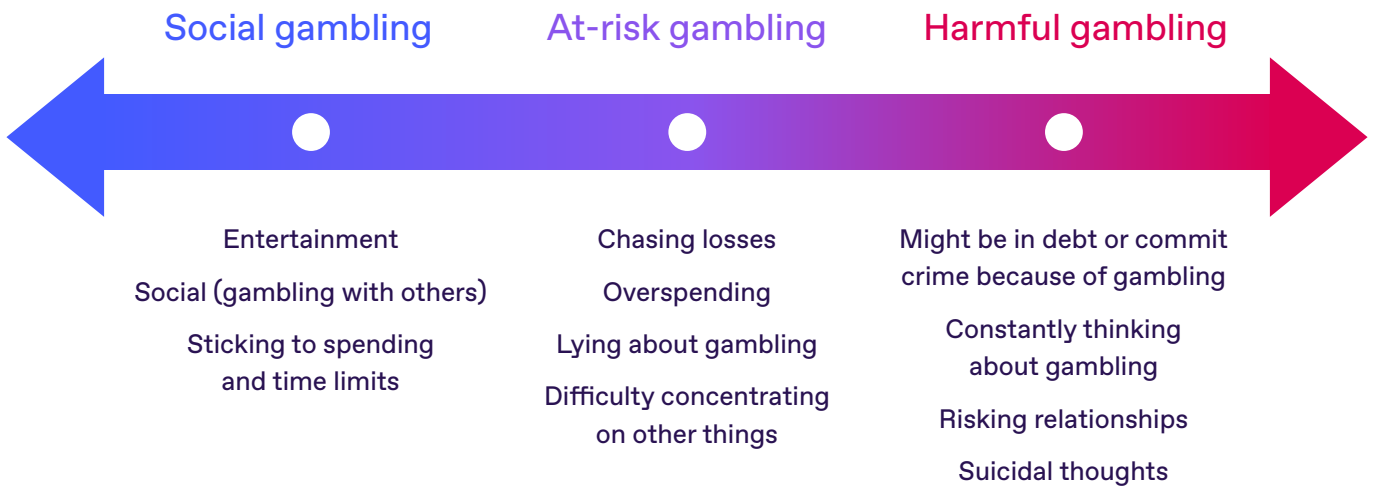 Social gambling
At-risk gambling
Harmful gambling
Entertainment
Social (gambling with others)
Sticking to spending
and time limits
Chasing losses
Overspending
Lying about gambling
Difficulty concentrating
on other things
Might be in debt or commit
crime because of gambling
Constantly thinking
about gambling
Risking relationships
Suicidal thoughts